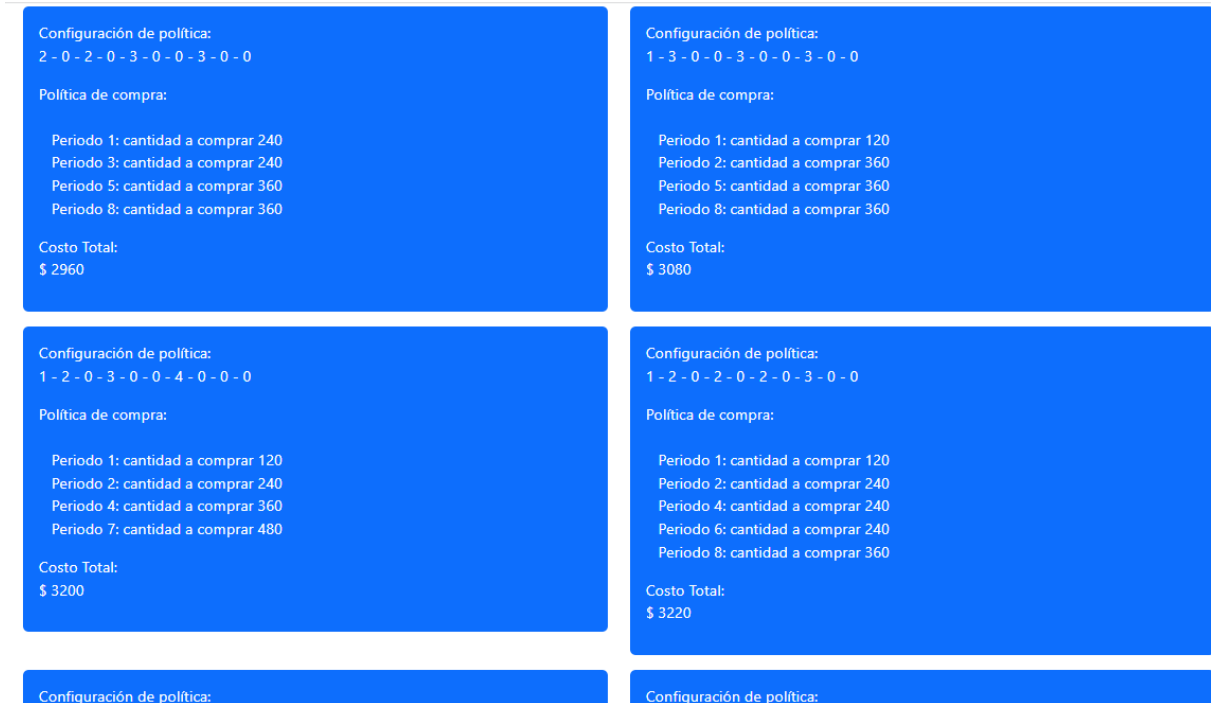 Configuración de política:
2 - 0 - 2 - 0 - 3 - 0 - 0 - 3 - 0 - 0
Política de compra:
Periodo 1: cantidad a comprar 240
Periodo 3: cantidad a comprar 240
Periodo 5: cantidad a comprar 360
Periodo 8: cantidad a comprar 360
Costo Total:
$ 2960
Configuración de política:
1 - 3 - 0 - 0 - 3 - 0 - 0 - 3 - 0 - 0
Política de compra:
Periodo 1: cantidad a comprar 120
Periodo 2: cantidad a comprar 360
Periodo 5: cantidad a comprar 360
Periodo 8: cantidad a comprar 360
Costo Total:
$ 3080
Configuración de política:
1 - 2 - 0 - 3 - 0 - 0 - 4 - 0 - 0 - 0
Política de compra:
Periodo 1: cantidad a comprar 120
Periodo 2: cantidad a comprar 240
Periodo 4: cantidad a comprar 360
Periodo 7: cantidad a comprar 480
Costo Total:
$ 3200
Configuración de política:
1 - 2 - 0 - 2 - 0 - 2 - 0 - 3 - 0 - 0
Política de compra:
Periodo 1: cantidad a comprar 120
Periodo 2: cantidad a comprar 240
Periodo 4: cantidad a comprar 240
Periodo 6: cantidad a comprar 240
Periodo 8: cantidad a comprar 360
Costo Total:
$ 3220
Configuración de política:
Configuración de política: